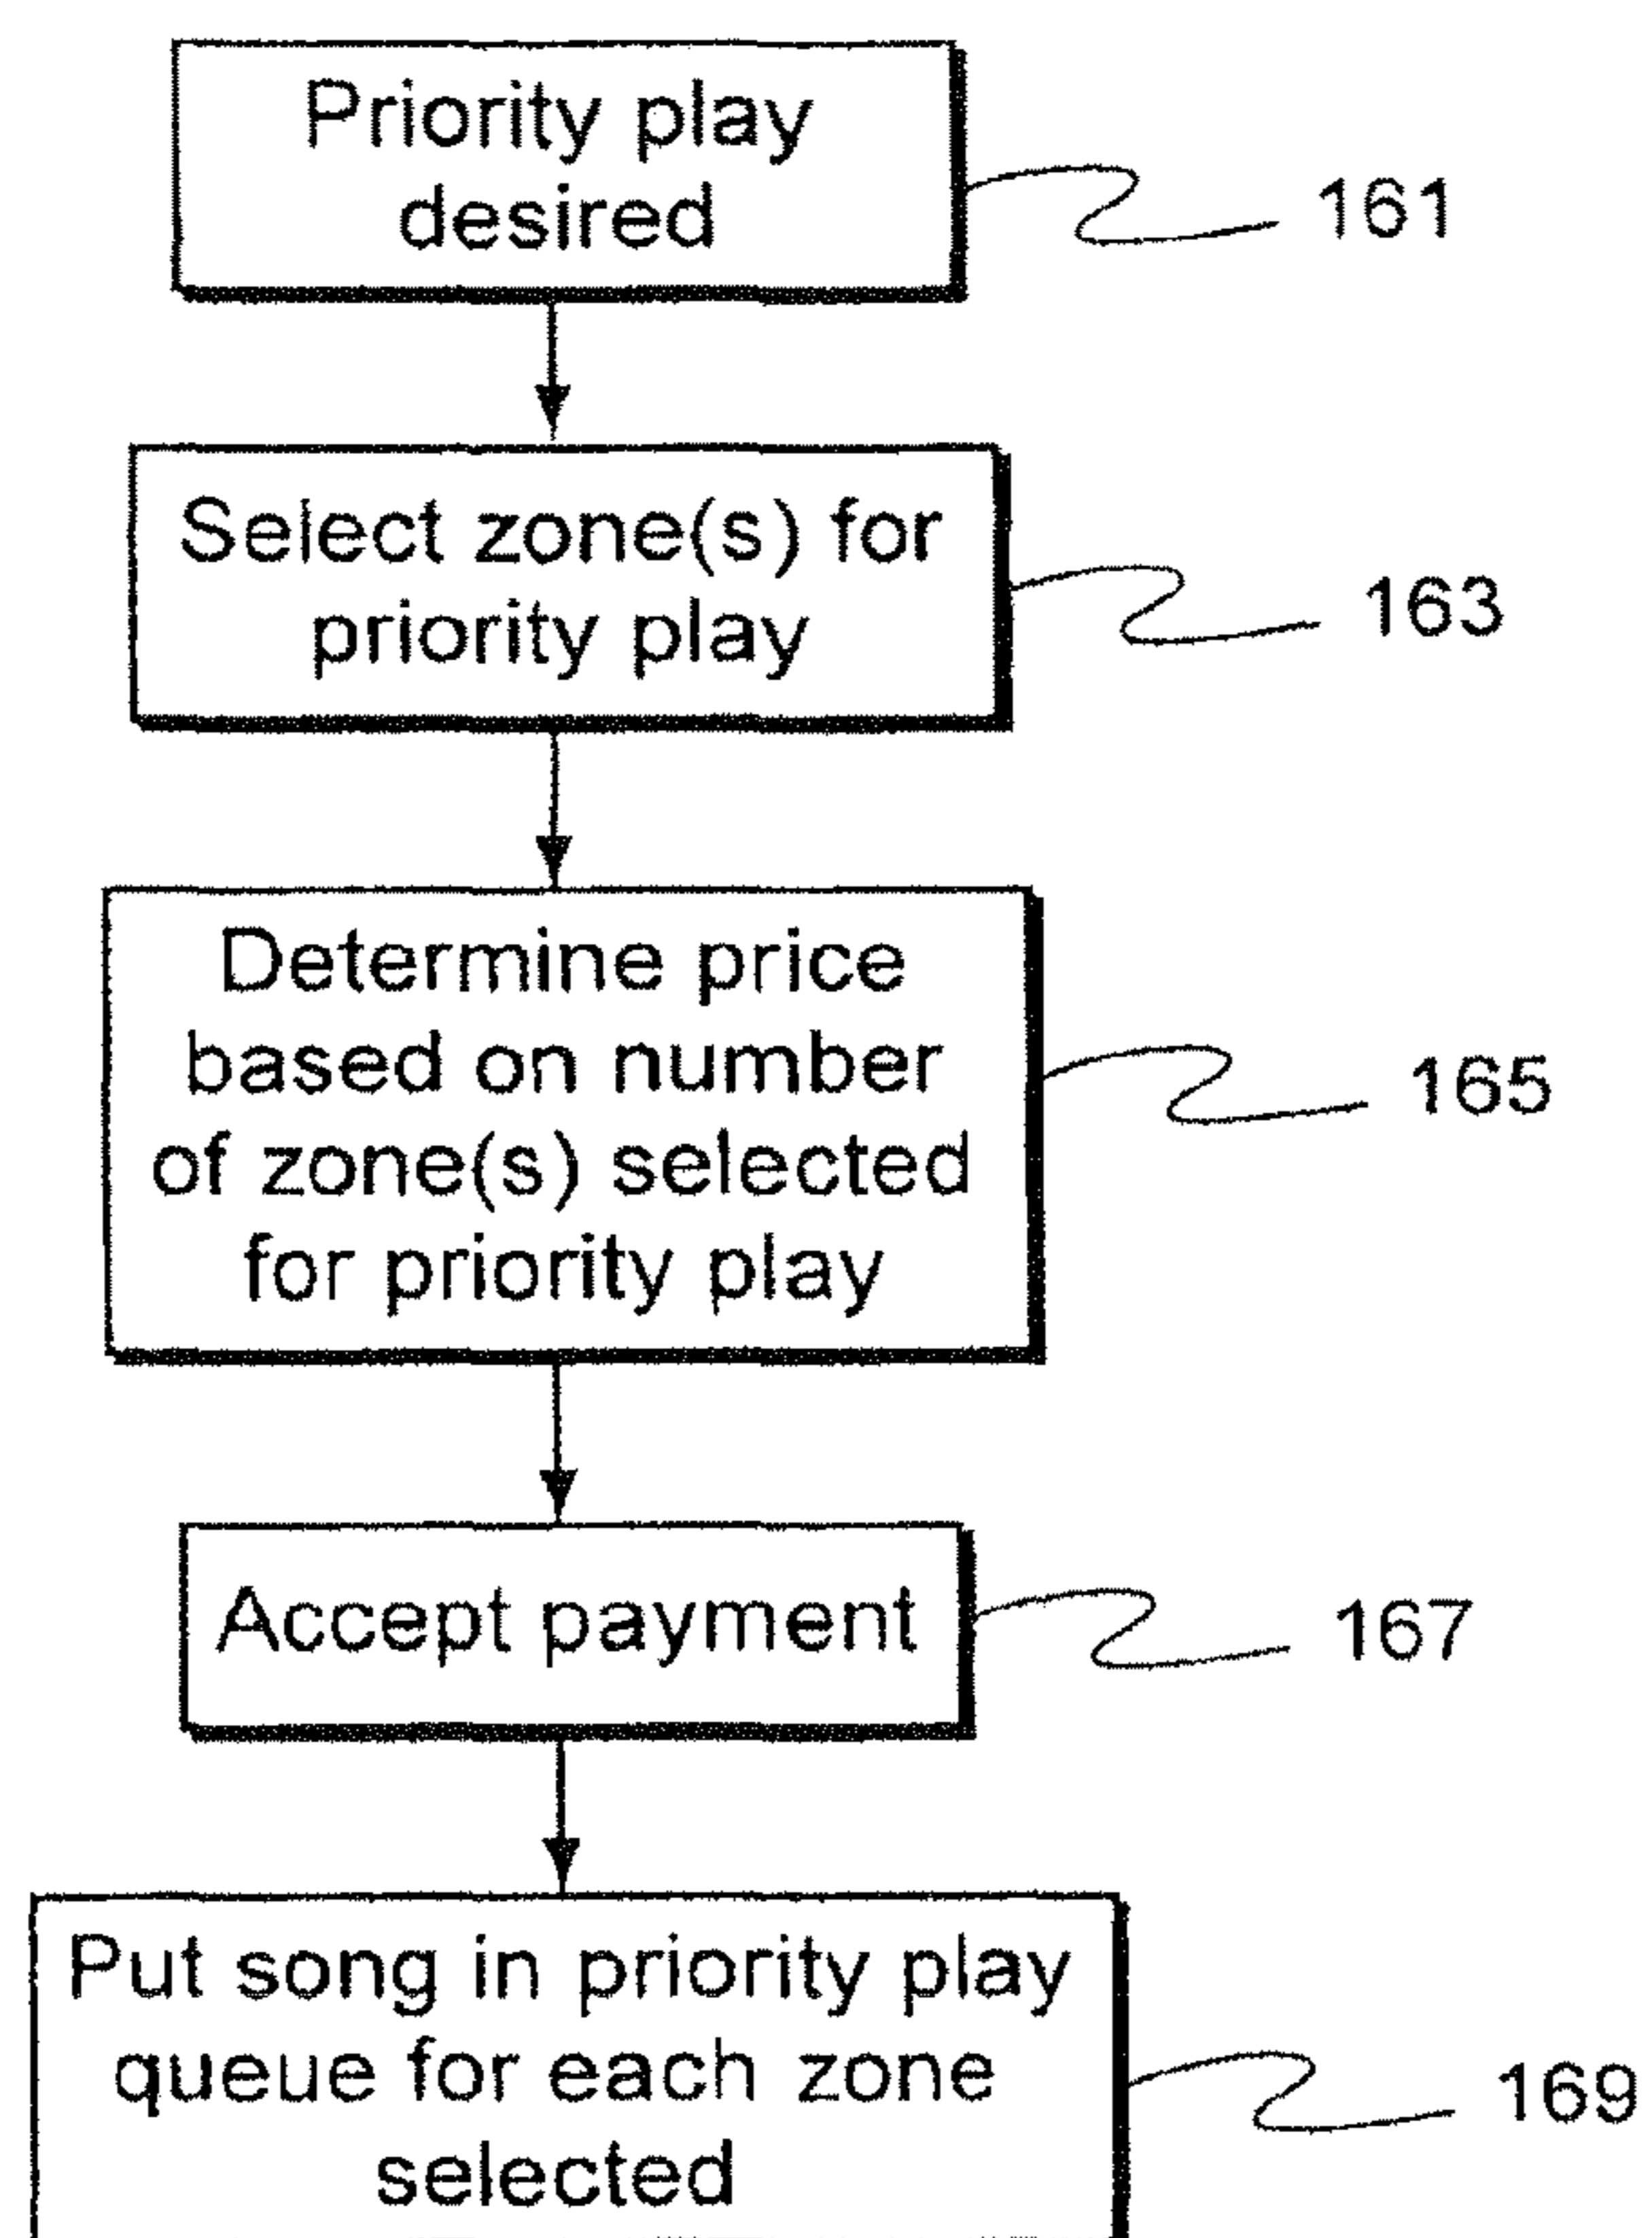 Priority play
desired
161
Select zone(s) for
priority play
163
Determine price
based on number
of zone(s) selected
for priority play
165
Accept payment
167
Put song in priority play
queue for each zone
selected
169